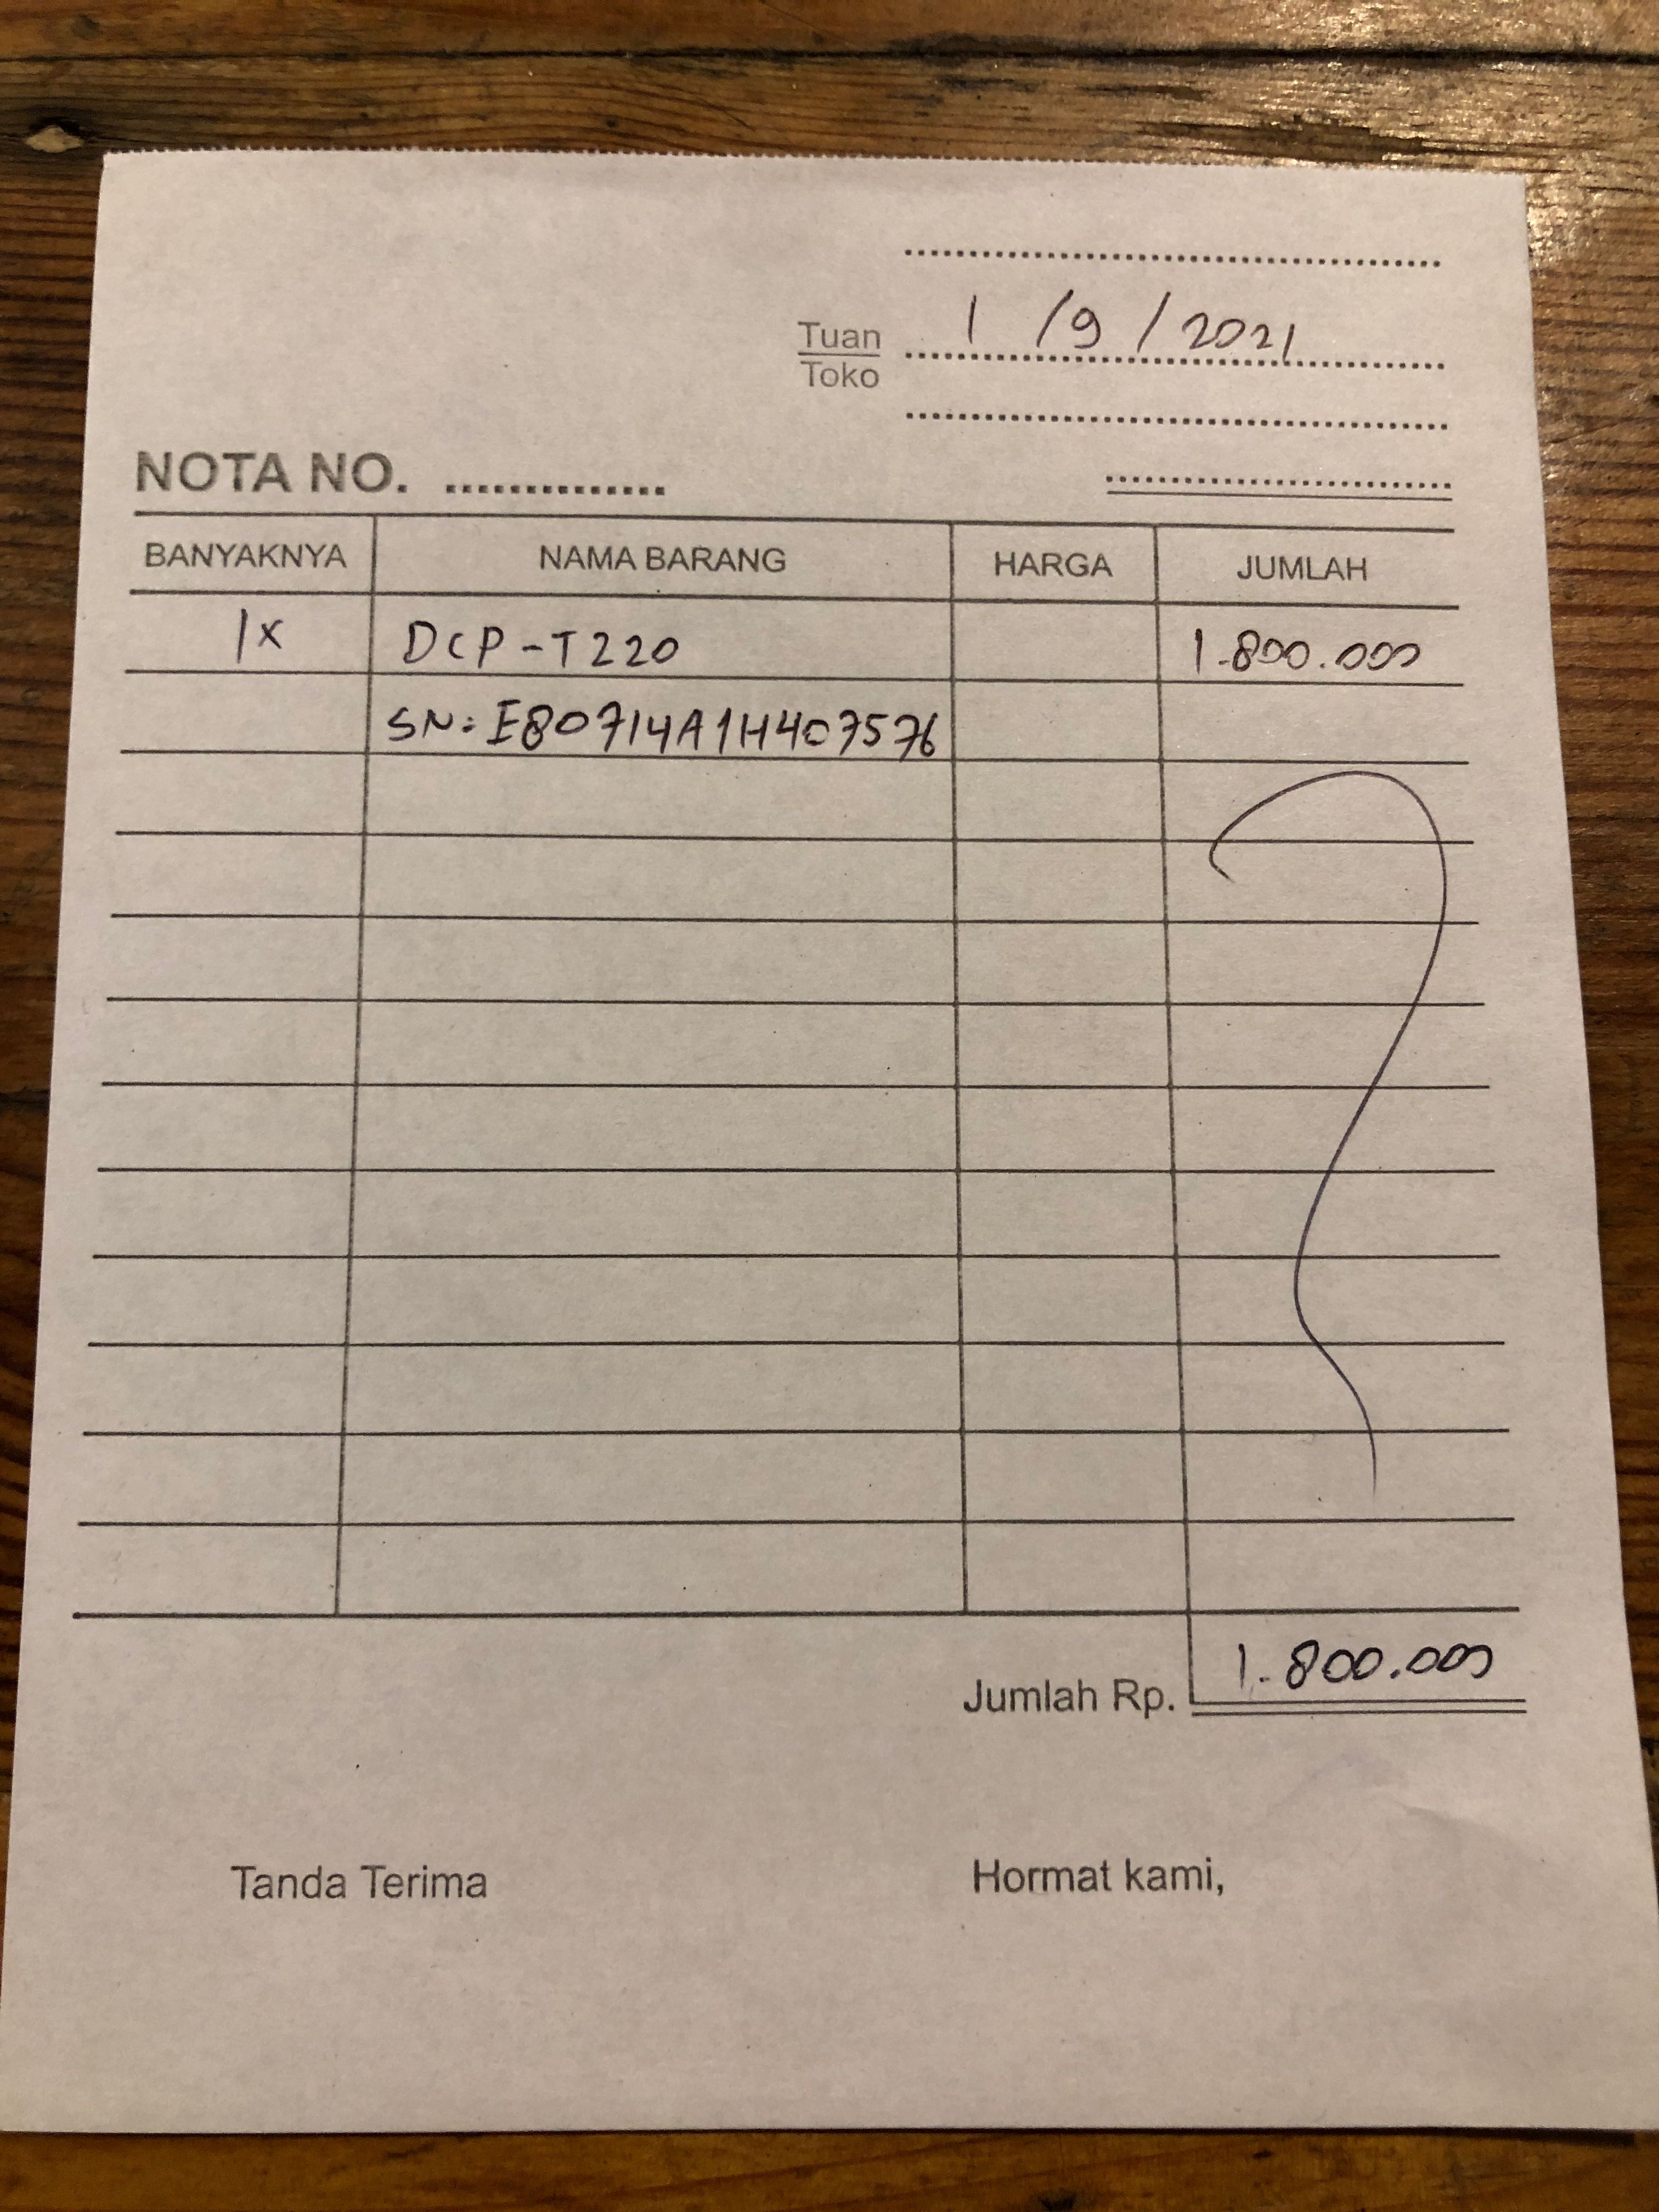 1/9/2021
Tuan
Toko
NOTA NO. ..............
BANYAKNYA NAMA BARANG HARGA JUMLAH
1x DCP-T220 1.800.000
SN: E80714A1H407576
Jumlah Rp. 1.800.000
Tanda Terima Hormat kami,